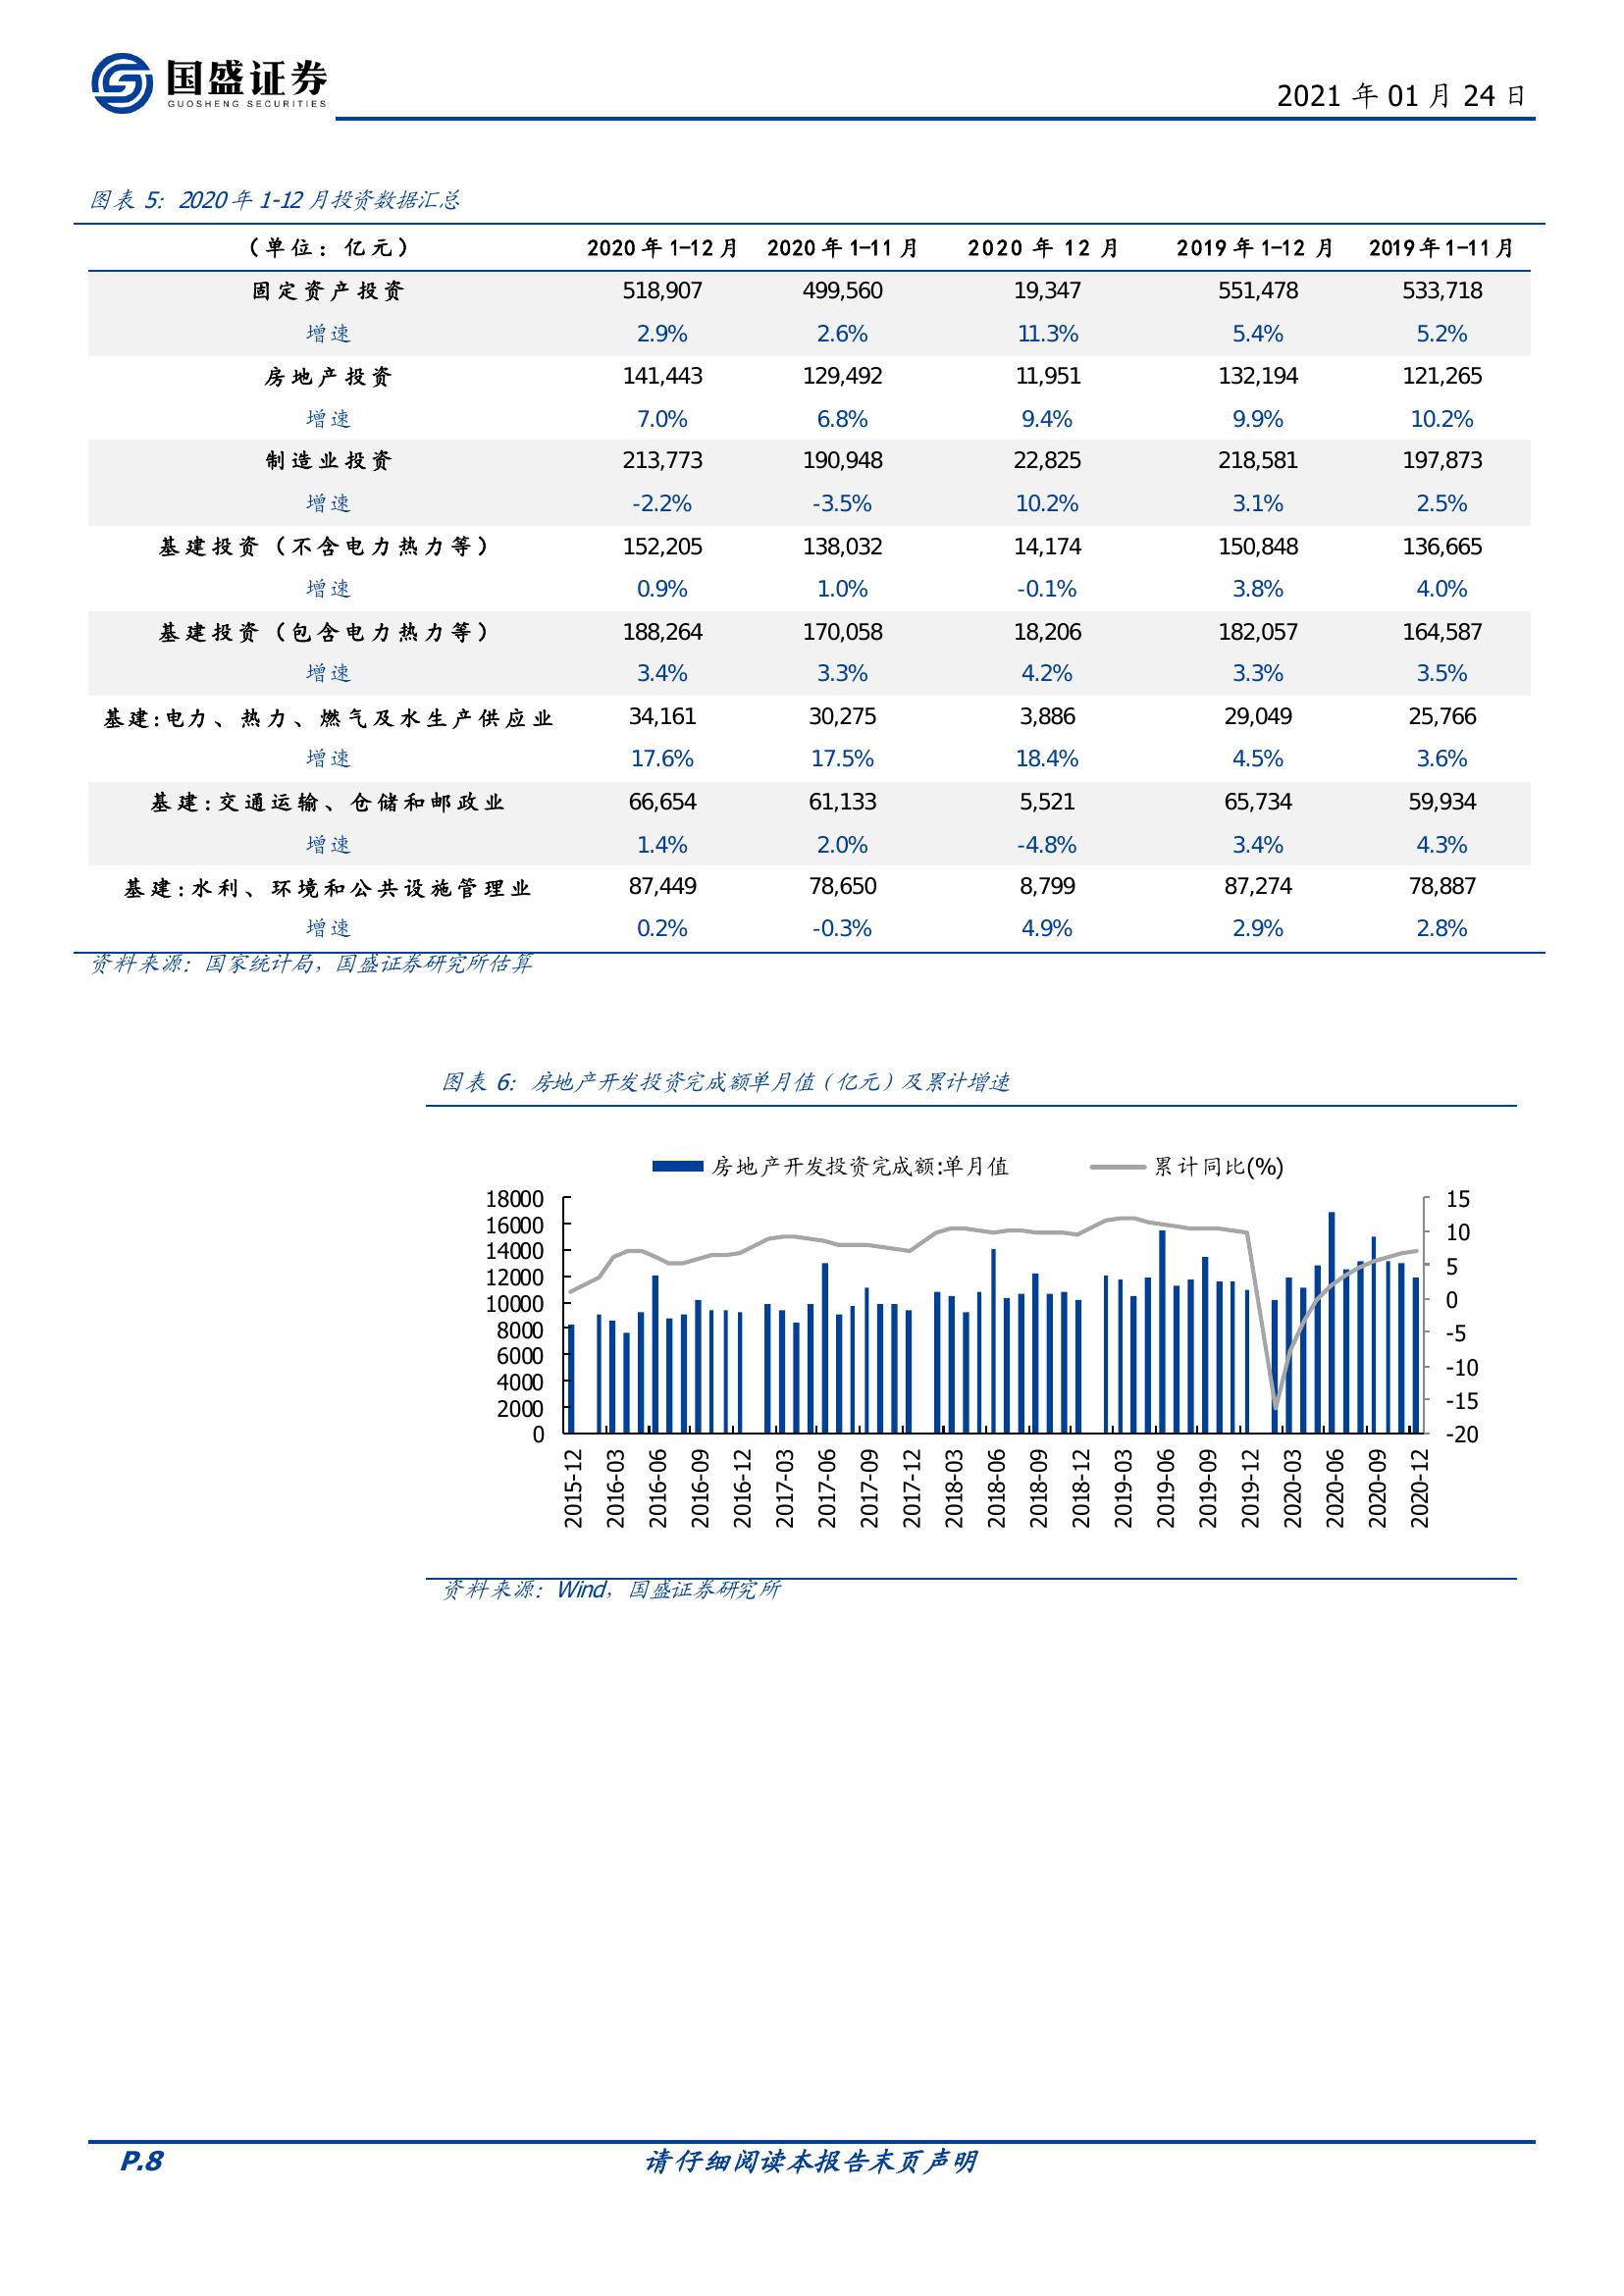 国盛证券
GUOSHENG SECURITIES
2021 年 01 月 24 日
图表 5：2020 年 1-12 月投资数据汇总
（单位：亿元） 2020 年 1-12 月 2020 年 1-11 月 2020 年 12 月 2019 年 1-12 月 2019 年 1-11 月
固定资产投资 518,907 499,560 19,347 551,478 533,718
增速 2.9% 2.6% 11.3% 5.4% 5.2%
房地产投资 141,443 129,492 11,951 132,194 121,265
增速 7.0% 6.8% 9.4% 9.9% 10.2%
制造业投资 213,773 190,948 22,825 218,581 197,873
增速 -2.2% -3.5% 10.2% 3.1% 2.5%
基建投资（不含电力热力等） 152,205 138,032 14,174 150,848 136,665
增速 0.9% 1.0% -0.1% 3.8% 4.0%
基建投资（包含电力热力等） 188,264 170,058 18,206 182,057 164,587
增速 3.4% 3.3% 4.2% 3.3% 3.5%
基建:电力、热力、燃气及水生产供应业 34,161 30,275 3,886 29,049 25,766
增速 17.6% 17.5% 18.4% 4.5% 3.6%
基建:交通运输、仓储和邮政业 66,654 61,133 5,521 65,734 59,934
增速 1.4% 2.0% -4.8% 3.4% 4.3%
基建:水利、环境和公共设施管理业 87,449 78,650 8,799 87,274 78,887
增速 0.2% -0.3% 4.9% 2.9% 2.8%
资料来源：国家统计局，国盛证券研究所估算
图表 6：房地产开发投资完成额单月值（亿元）及累计增速
房地产开发投资完成额:单月值 累计同比(%)
18000 15
16000 10
14000 5
12000 0
10000 -5
8000 -10
6000 -15
4000 -20
2000
0
2015-12 2016-03 2016-06 2016-09 2016-12 2017-03 2017-06 2017-09 2017-12 2018-03 2018-06 2018-09 2018-12 2019-03 2019-06 2019-09 2019-12 2020-03 2020-06 2020-09 2020-12
资料来源：Wind，国盛证券研究所
P.8 请仔细阅读本报告末页声明